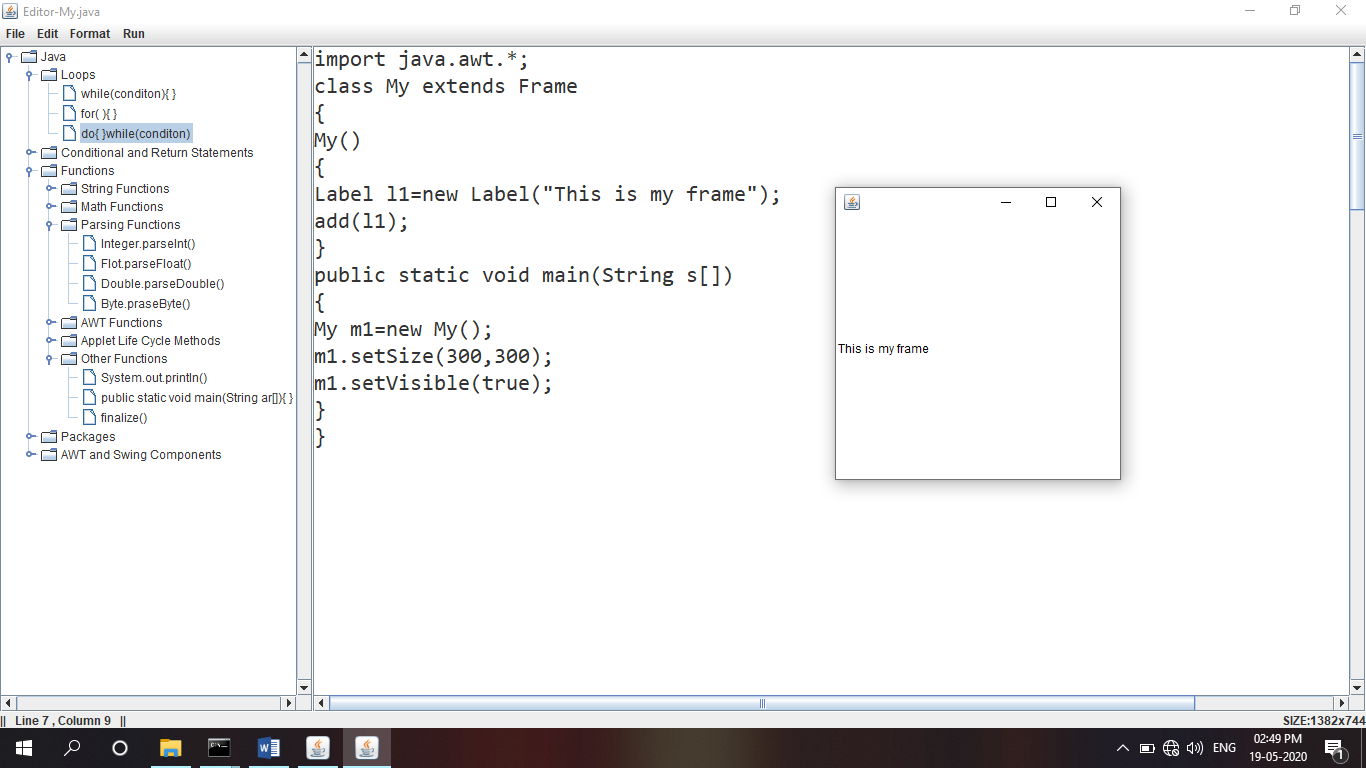 Editor-My.java
File Edit Format Run
Java
Loops
while(conditon){ }
for( ){ }
do{ }while(conditon)
Conditional and Return Statements
Functions
String Functions
Math Functions
Parsing Functions
Integer.parseInt()
Flot.parseFloat()
Double.parseDouble()
Byte.praseByte()
AWT Functions
Applet Life Cycle Methods
Other Functions
System.out.println()
public static void main(String ar[]){ }
finalize()
Packages
AWT and Swing Components
import java.awt.*;
class My extends Frame
{
My()
{
Label l1=new Label("This is my frame");
add(l1);
}
public static void main(String s[])
{
My m1=new My();
m1.setSize(300,300);
m1.setVisible(true);
}
}
This is my frame
|| Line 7 , Column 9 ||
SIZE:1382x744
ENG
02:49 PM
19-05-2020
1